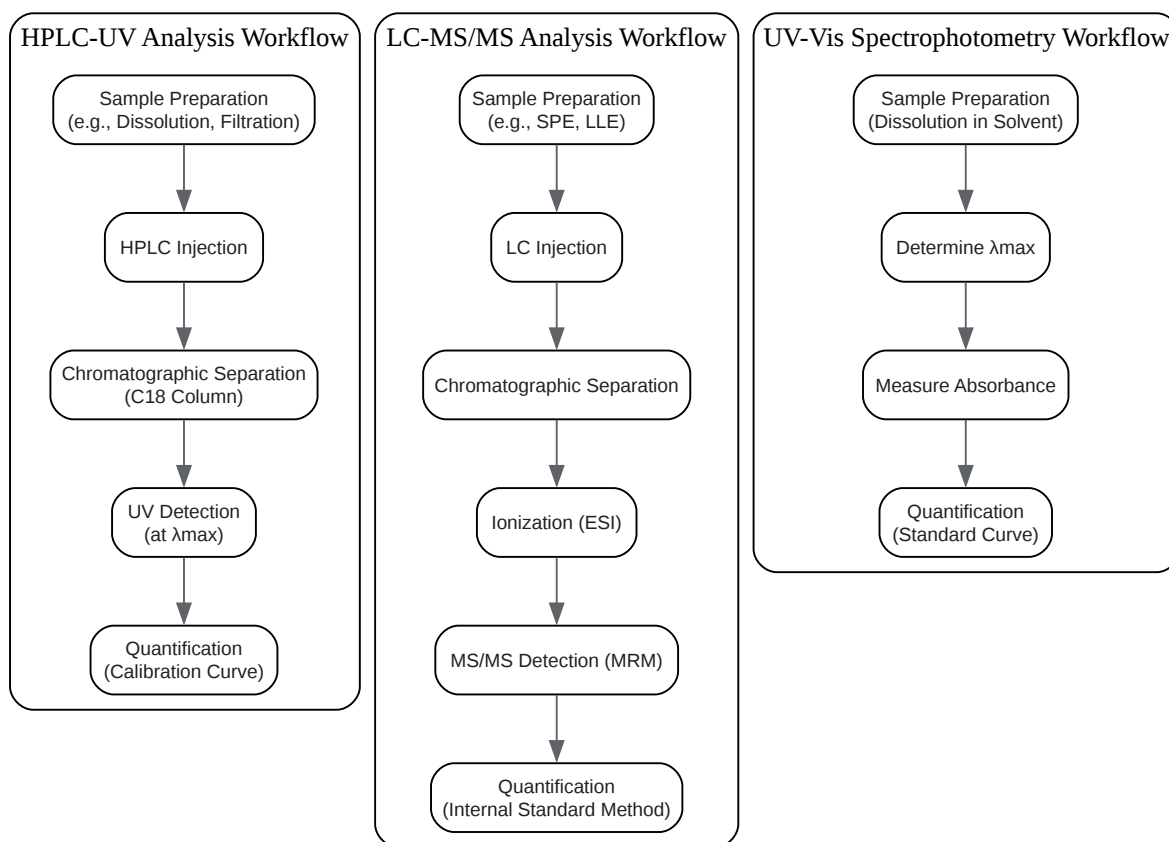 HPLC-UV Analysis Workflow
Sample Preparation
(e.g., Dissolution, Filtration)
HPLC Injection
Chromatographic Separation
(C18 Column)
UV Detection
(at λmax)
Quantification
(Calibration Curve)
LC-MS/MS Analysis Workflow
Sample Preparation
(e.g., SPE, LLE)
LC Injection
Chromatographic Separation
Ionization (ESI)
MS/MS Detection (MRM)
Quantification
(Internal Standard Method)
UV-Vis Spectrophotometry Workflow
Sample Preparation
(Dissolution in Solvent)
Determine λmax
Measure Absorbance
Quantification
(Standard Curve)